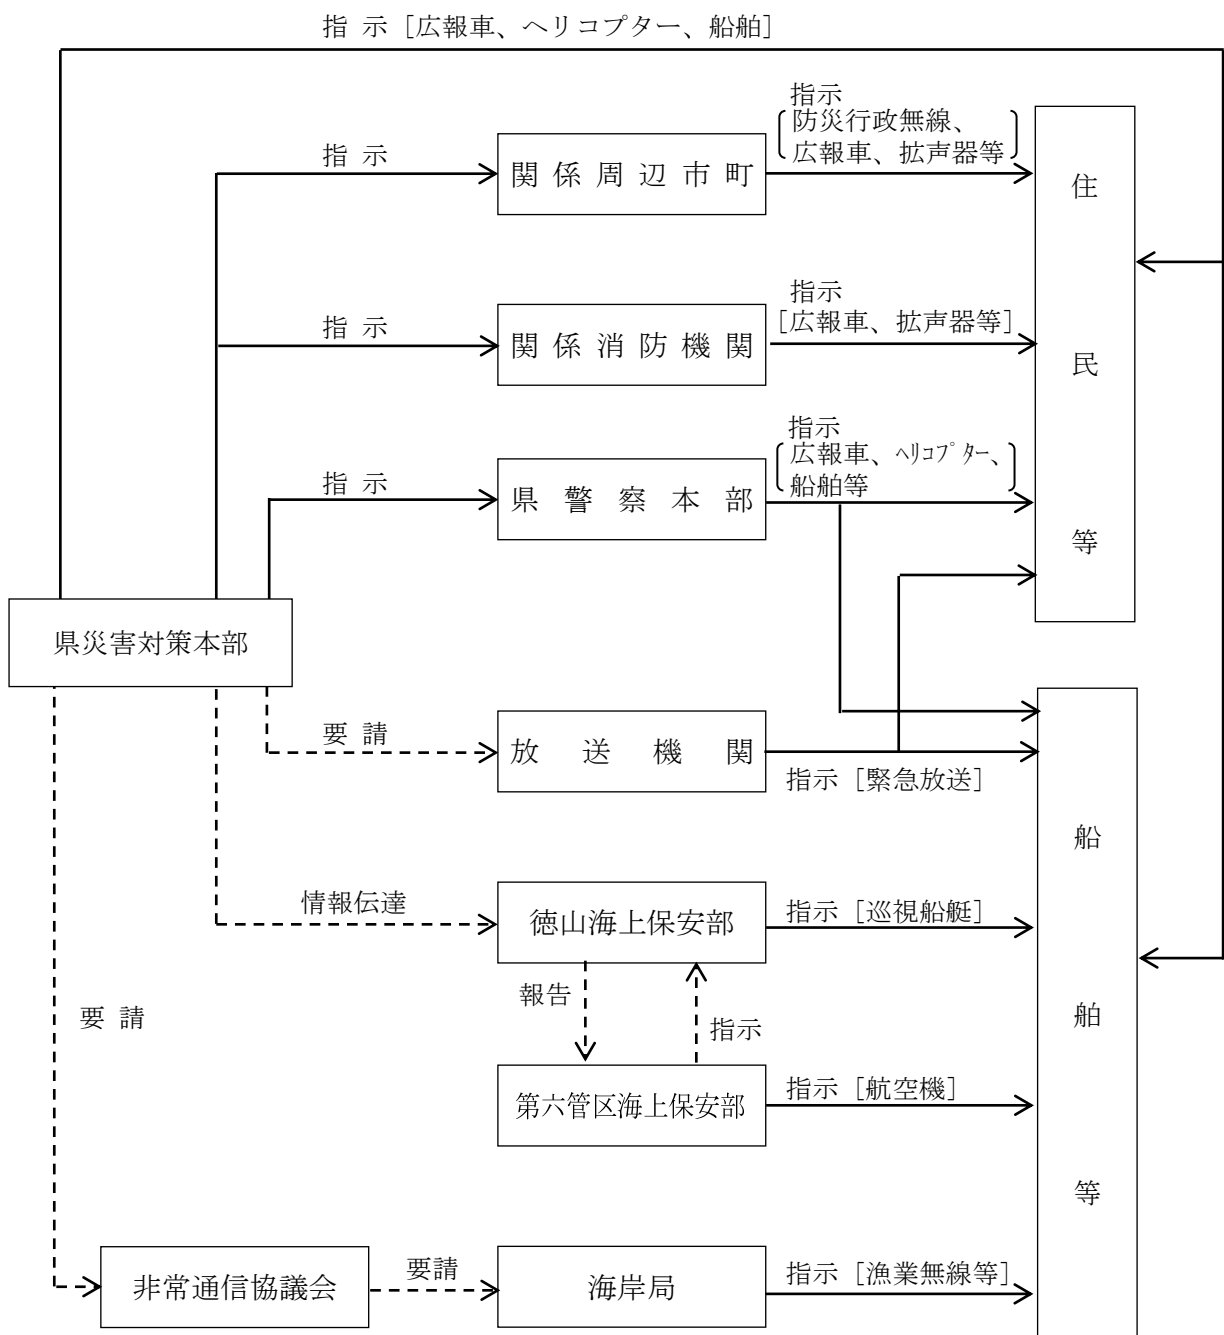 指 示 [広報車、ヘリコプター、船舶]
指示
防災行政無線、
広報車、拡声器等
指 示
関係周辺市町
指示
[広報車、拡声器等]
指 示
関係消防機関
指示
広報車、ヘリコプター、
船舶等
指 示
県警察本部
住民等
県災害対策本部
要 請
放送機関
指示 [緊急放送]
情報伝達
徳山海上保安部
指示 [巡視船艇]
報告
指示
要 請
第六管区海上保安部
指示 [航空機]
船舶等
非常通信協議会
要請
海岸局
指示 [漁業無線等]